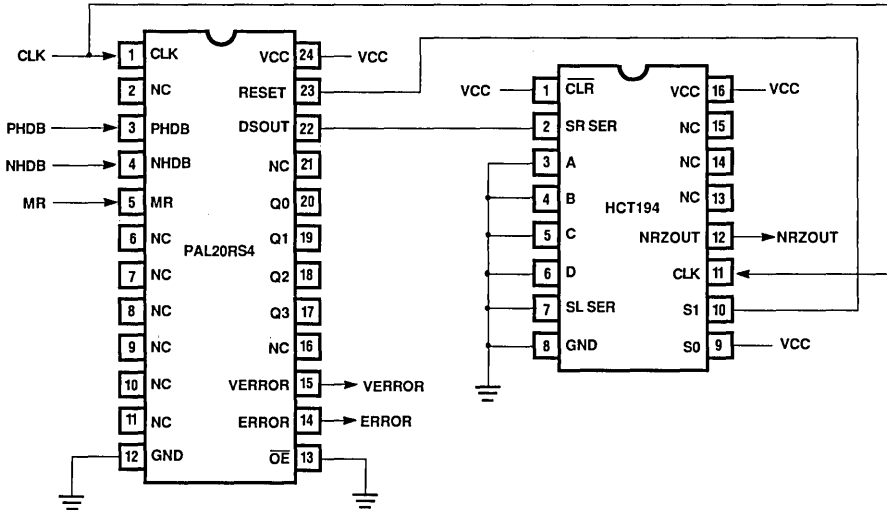 CLK 1 CLK VCC 24 VCC
2 NC RESET 23
PHDB 3 PHDB DSOUT 22
NHDB 4 NHDB NC 21
MR 5 MR Q0 20
6 NC Q1 19
PAL20RS4
7 NC Q2 18
8 NC Q3 17
9 NC NC 16
10 NC VERROR 15 VERROR
11 NC ERROR 14 ERROR
12 GND OE 13
VCC 1 CLR VCC 16 VCC
2 SR SER NC 15
3 A NC 14
4 B NC 13
HCT194
5 C NRZOUT 12 NRZOUT
6 D CLK 11
7 SL SER S1 10
8 GND S0 9 VCC